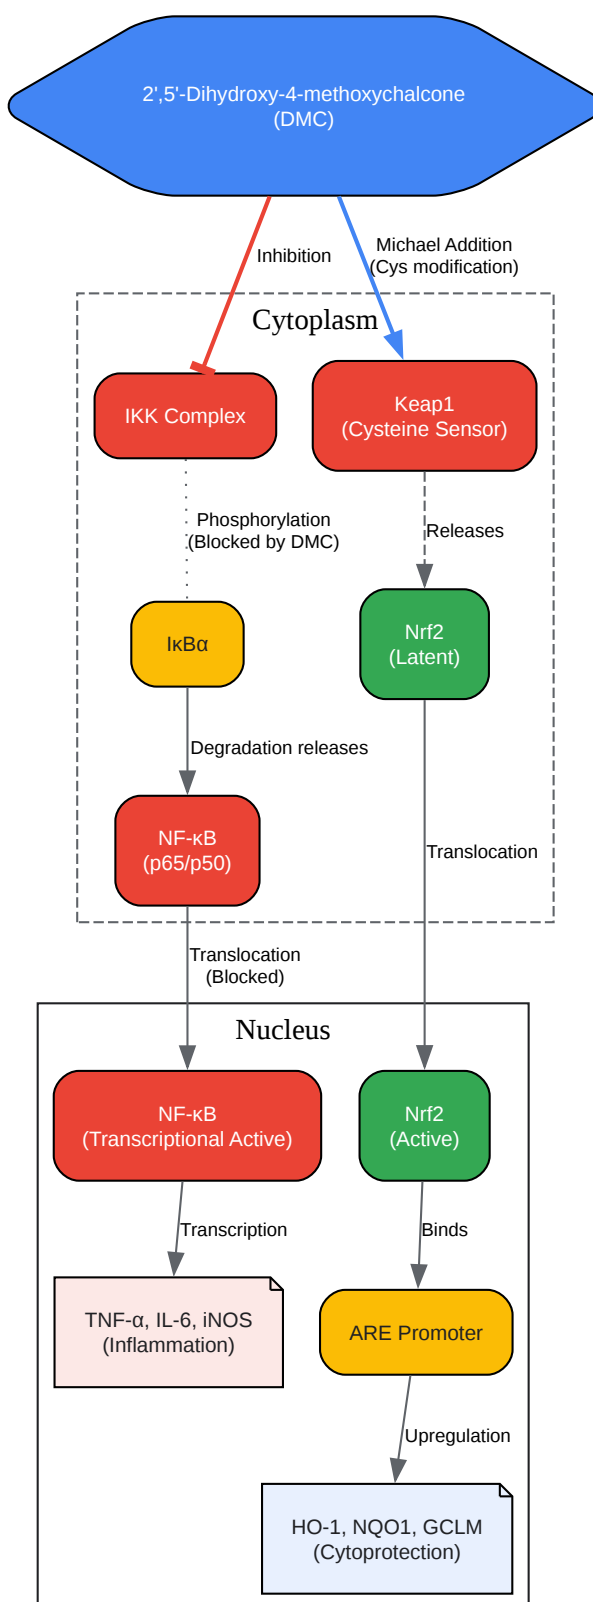 2',5'-Dihydroxy-4-methoxychalcone
(DMC)
Inhibition
Michael Addition
(Cys modification)
Cytoplasm
IKK Complex
Keap1
(Cysteine Sensor)
Phosphorylation
(Blocked by DMC)
Releases
IκBα
Nrf2
(Latent)
Degradation releases
NF-κB
(p65/p50)
Translocation
Translocation
(Blocked)
Nucleus
NF-κB
(Transcriptional Active)
Nrf2
(Active)
Transcription
Binds
TNF-α, IL-6, iNOS
(Inflammation)
ARE Promoter
Upregulation
HO-1, NQO1, GCLM
(Cytoprotection)